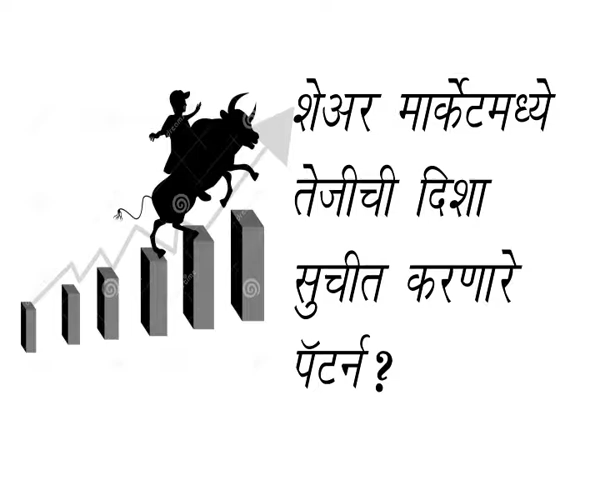 शेअर मार्केटमध्ये
तेजीची दिशा
सुचीत करणारे
पॅटर्न?